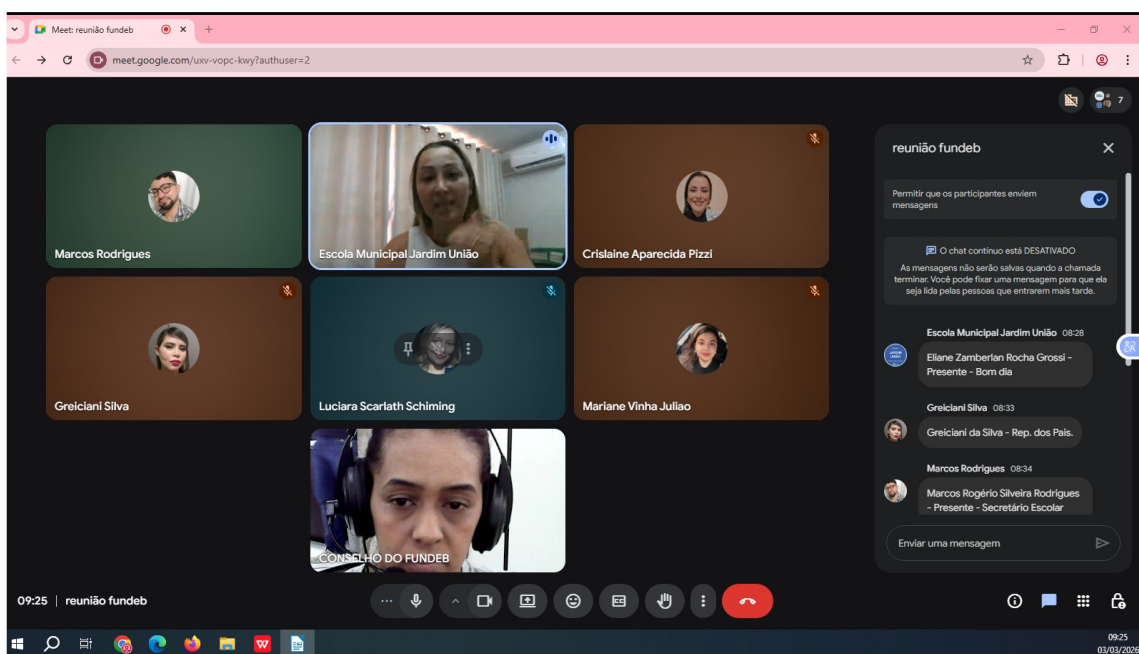 Meet: reunião fundeb
meet.google.com/uxv-vopc-kwy?authuser=2
7
Marcos Rodrigues
Escola Municipal Jardim União
Crislaine Aparecida Pizzi
Greiciani Silva
Luciara Scarlath Schiming
Mariane Vinha Juliao
CONSELHO DO FUNDEB
reunião fundeb
Permitir que os participantes enviem
mensagens
O chat contínuo está DESATIVADO
As mensagens não serão salvas quando a chamada
terminar. Você pode fixar uma mensagem para que ela
seja lida pelas pessoas que entrarem mais tarde.
Escola Municipal Jardim União 08:28
Eliane Zamberlan Rocha Grossi -
Presente - Bom dia
Greiciani Silva 08:33
Greiciani da Silva - Rep. dos Pais.
Marcos Rodrigues 08:34
Marcos Rogério Silveira Rodrigues
- Presente - Secretário Escolar
Enviar uma mensagem
09:25 | reunião fundeb
09:25
03/03/2026